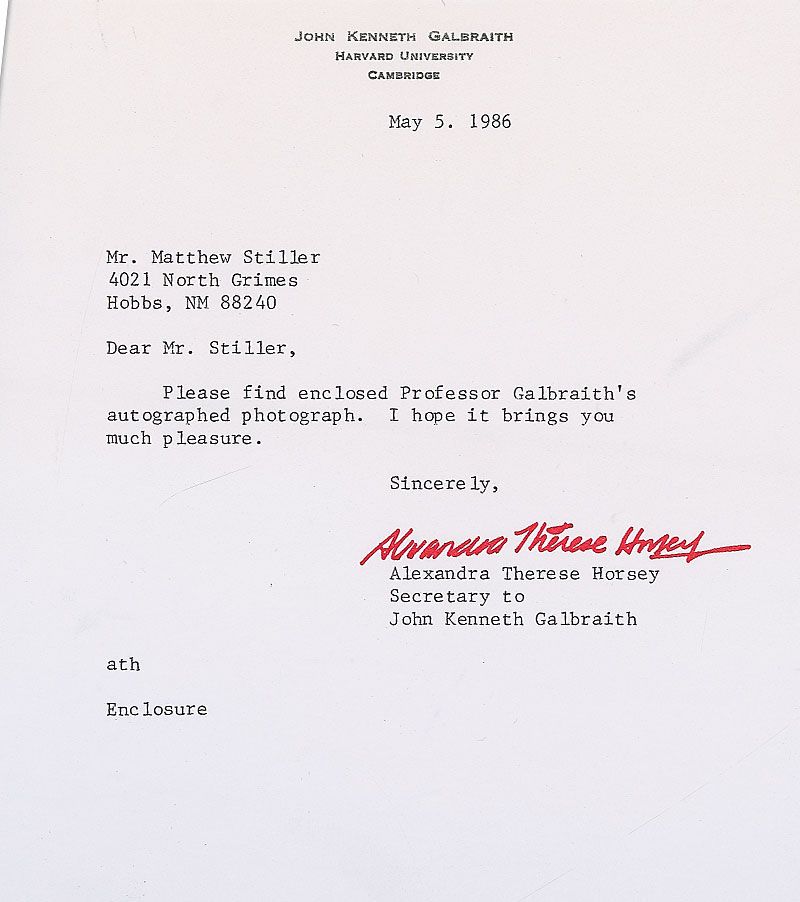 JOHN KENNETH GALBRAITH
HARVARD UNIVERSITY
CAMBRIDGE
May 5. 1986
Mr. Matthew Stiller
4021 North Grimes
Hobbs, NM 88240
Dear Mr. Stiller,
Please find enclosed Professor Galbraith's
autographed photograph. I hope it brings you
much pleasure.
Sincerely,
Alexandra Therese Horsey
Alexandra Therese Horsey
Secretary to
John Kenneth Galbraith
ath
Enclosure